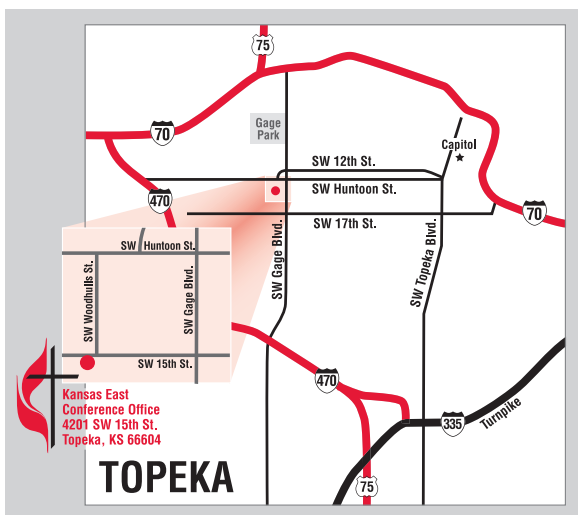 75
70
Gage
Park
Capitol
SW 12th St.
SW Huntoon St.
470
70
SW 17th St.
SW Gage Blvd.
SW Topeka Blvd.
SW Huntoon St.
SW Woodhulls St.
SW Gage Blvd.
SW 15th St.
470
335
Turnpike
75
Kansas East
Conference Office
4201 SW 15th St.
Topeka, KS 66604
TOPEKA